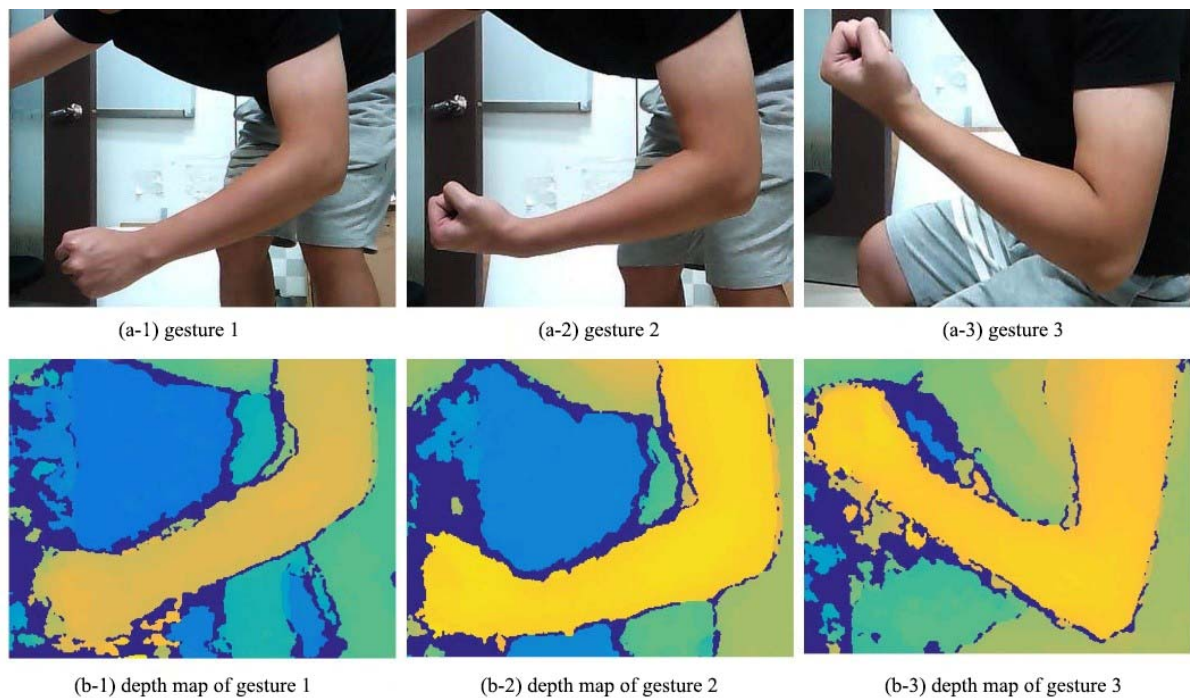 (a-1) gesture 1
(a-2) gesture 2
(a-3) gesture 3
(b-1) depth map of gesture 1
(b-2) depth map of gesture 2
(b-3) depth map of gesture 3